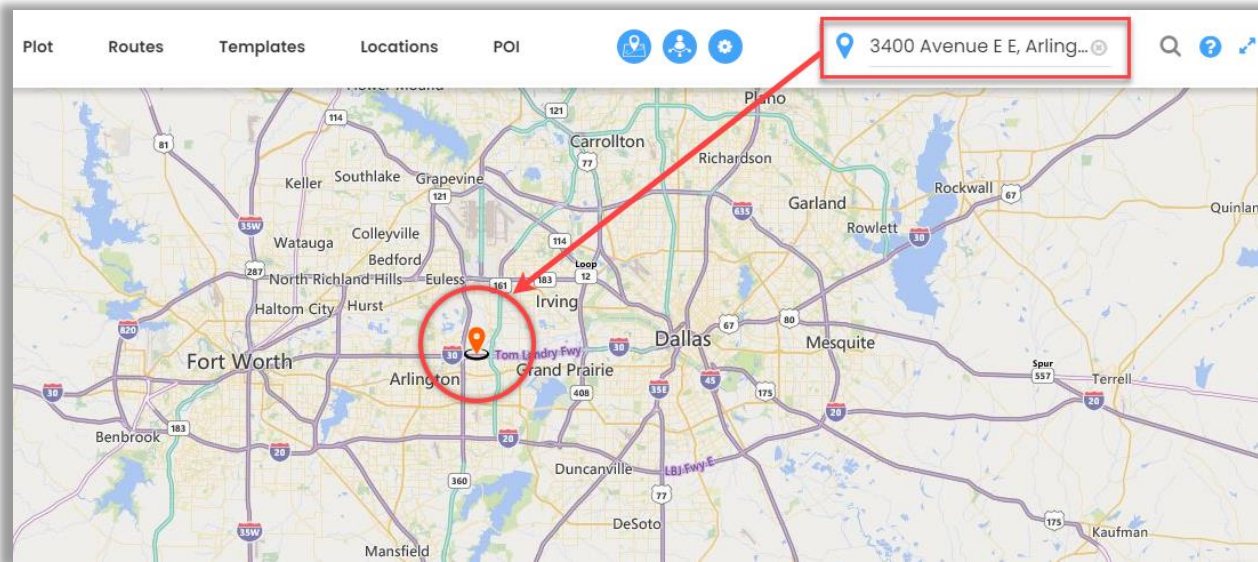 Plot Routes Templates Locations POI 3400 Avenue E E, Arling... ?
Plano
121
114
Carrollton
81
77
Richardson
Keller Southlake Grapevine
Rockwall 67
121
Garland
635
Quinlan
35W
Colleyville
Rowlett 30
Watauga
114
Bedford
Loop
287 North Richland Hills Euless 161 183 12
Haltom City Hurst
Irving
820
67 80
Dallas Mesquite
Fort Worth 30 Tom Landry Fwy 30
Spur
557
Arlington Grand Prairie
Terrell
35E 45
30 408 175 20
20
183
Benbrook 20
20
Duncanville LBJ Fwy E
360
77
DeSoto 175
35W Kaufman
Mansfield